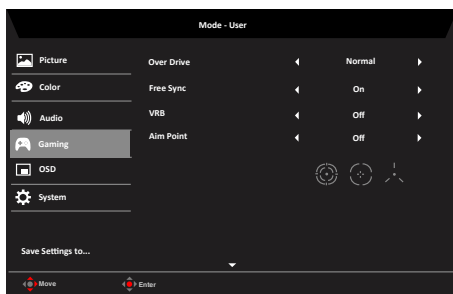 Mode - User
Picture
Over Drive Normal
Color
Free Sync On
Audio
VRB Off
Gaming
Aim Point Off
OSD
System
Save Settings to...
Move Enter